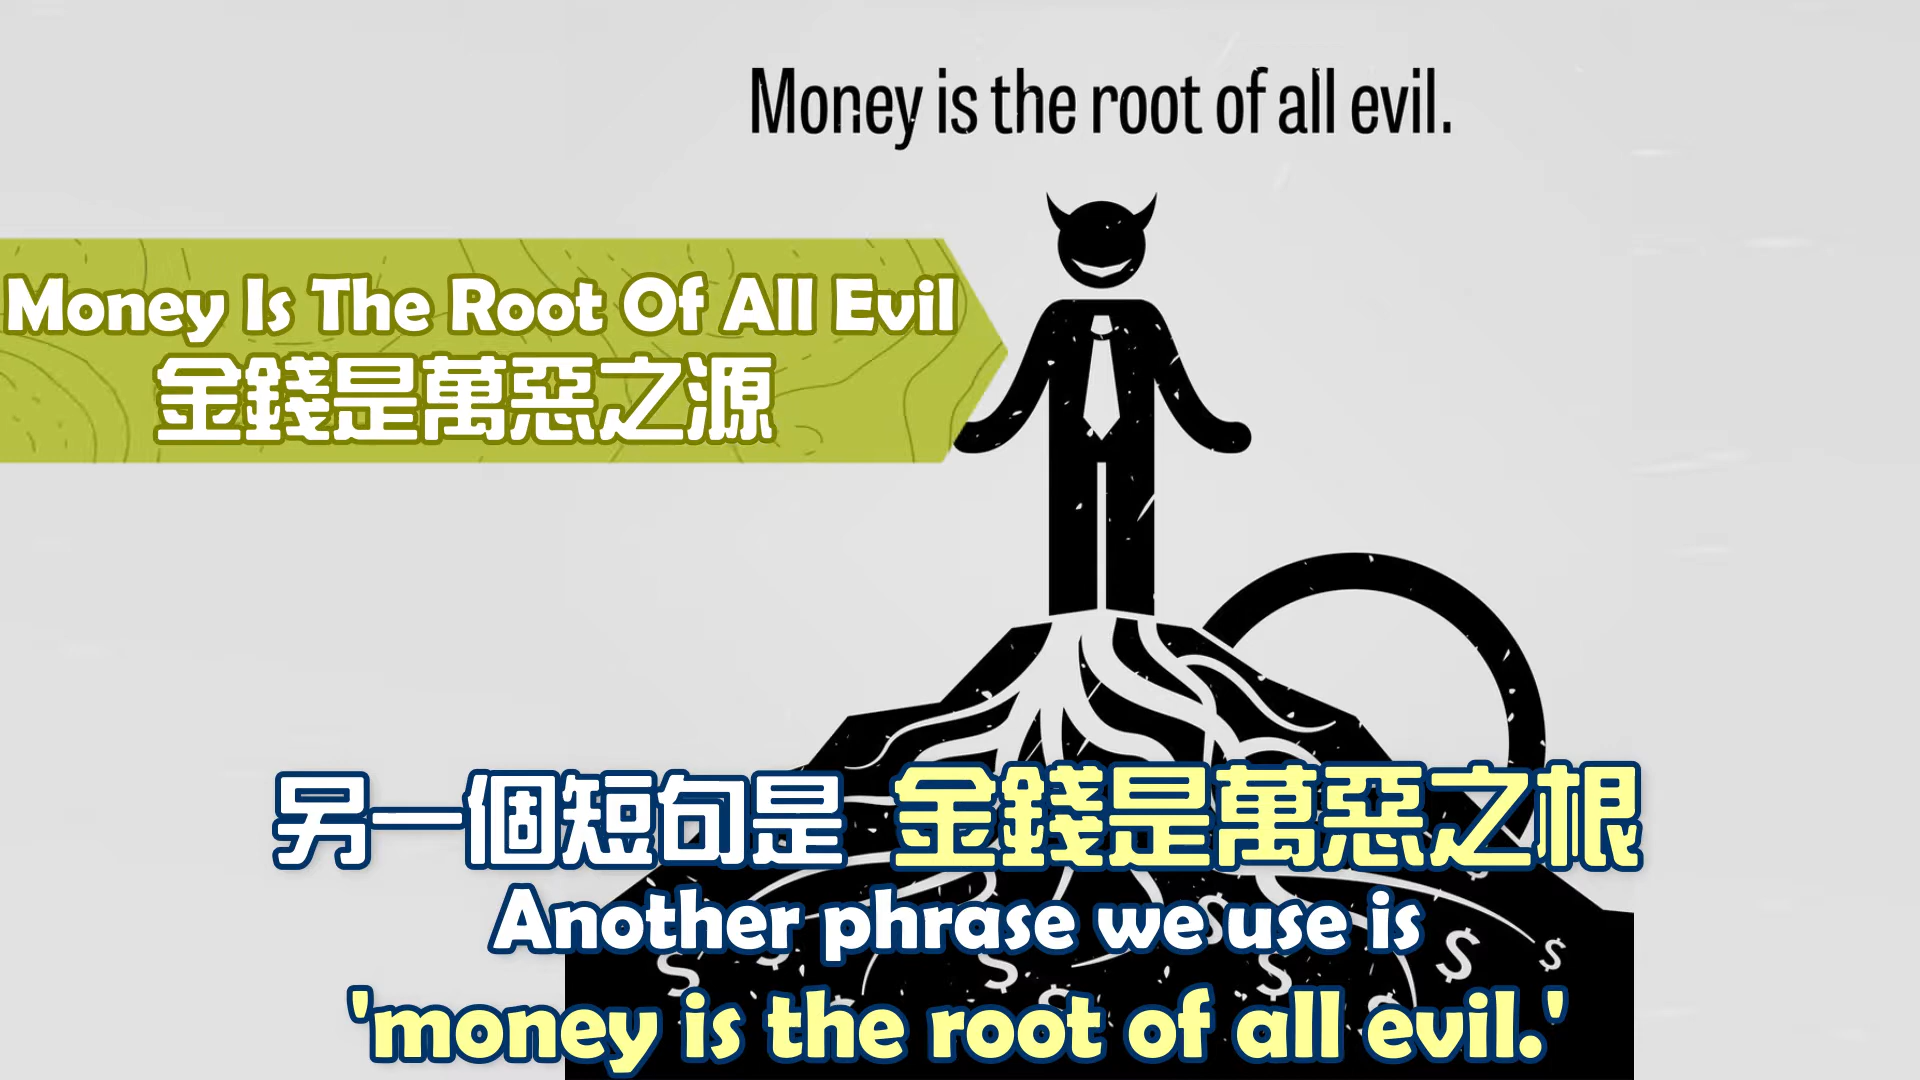 Money is the root of all evil.
Money Is The Root Of All Evil
金錢是萬惡之源
另一個短句是 金錢是萬惡之根
Another phrase we use is
'money is the root of all evil.'
$ $ $ $ $ $ $ $ $